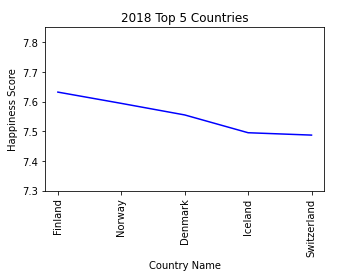 2018 Top 5 Countries
Happiness Score
7.8
7.7
7.6
7.5
7.4
7.3
Finland
Norway
Denmark
Iceland
Switzerland
Country Name